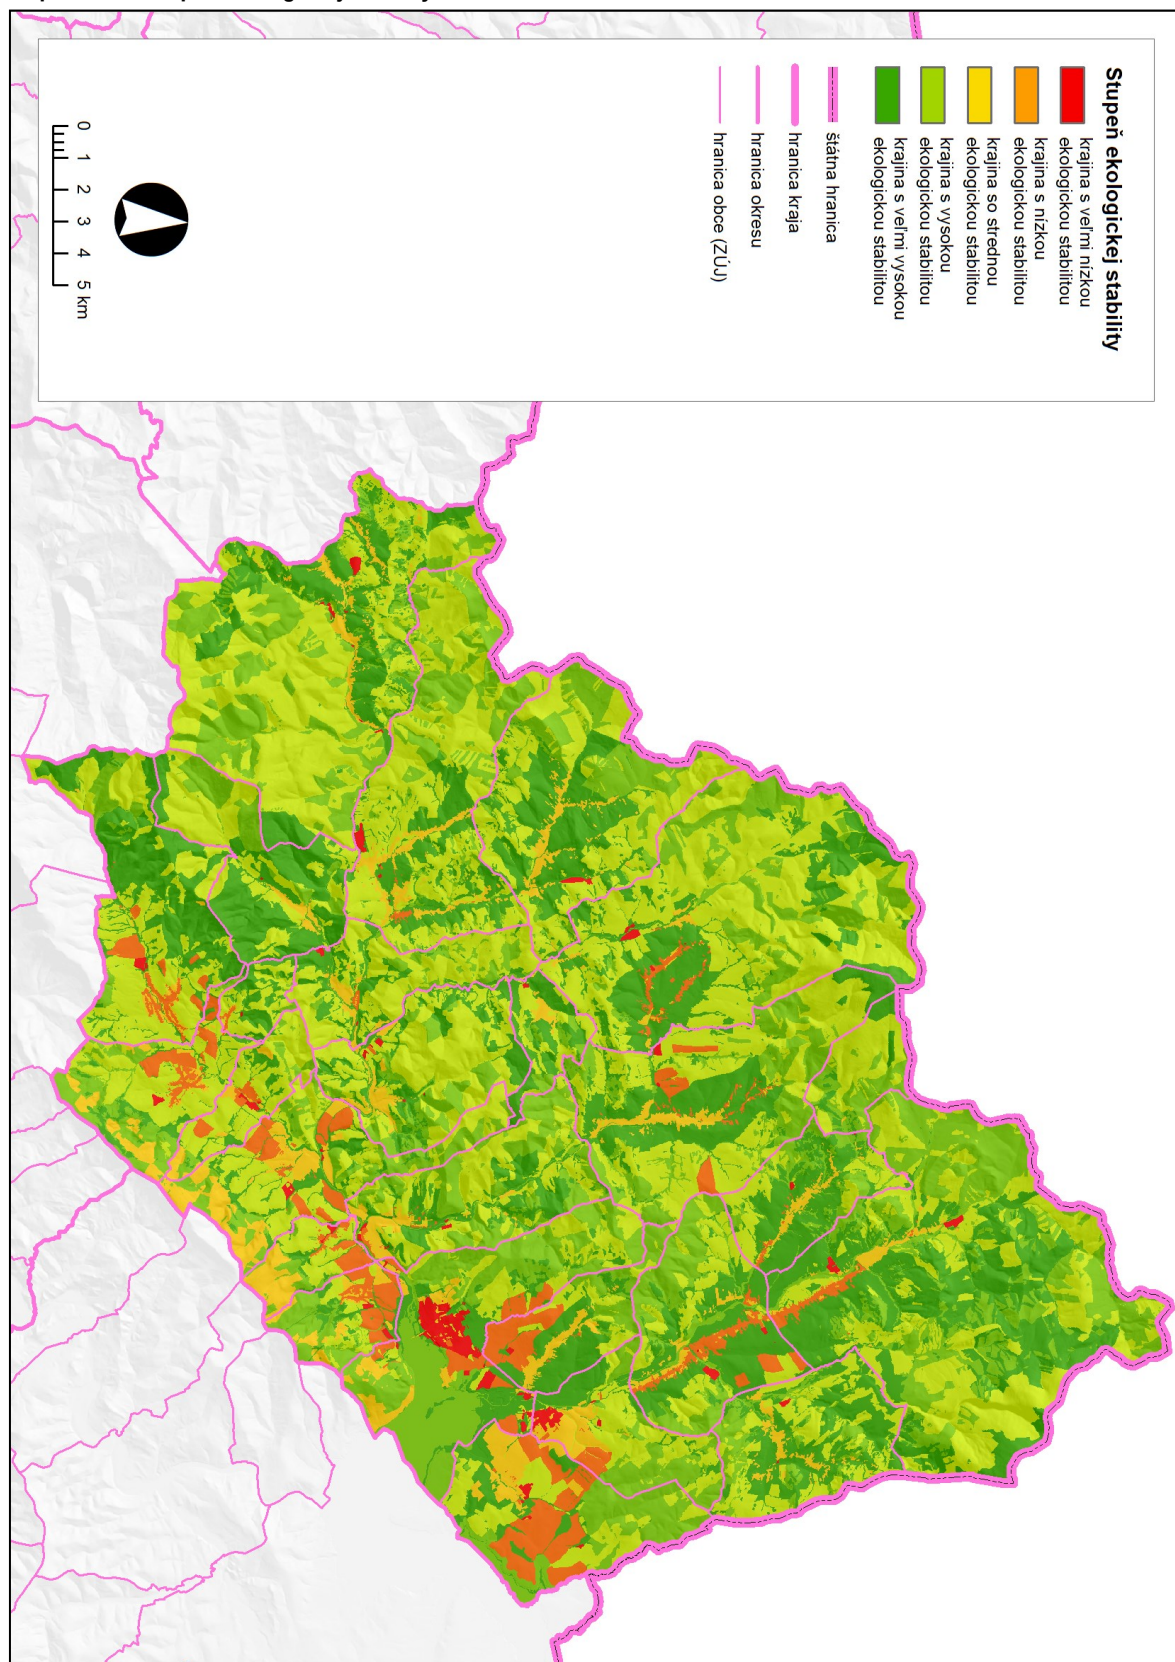 Stupeň ekologickej stability
krajina s veľmi nízkou
ekologickou stabilitou
krajina s nízkou
ekologickou stabilitou
krajina so strednou
ekologickou stabilitou
krajina s vysokou
ekologickou stabilitou
krajina s veľmi vysokou
ekologickou stabilitou
štátna hranica
hranica kraja
hranica okresu
hranica obce (ZÚJ)
0 1 2 3 4 5 km